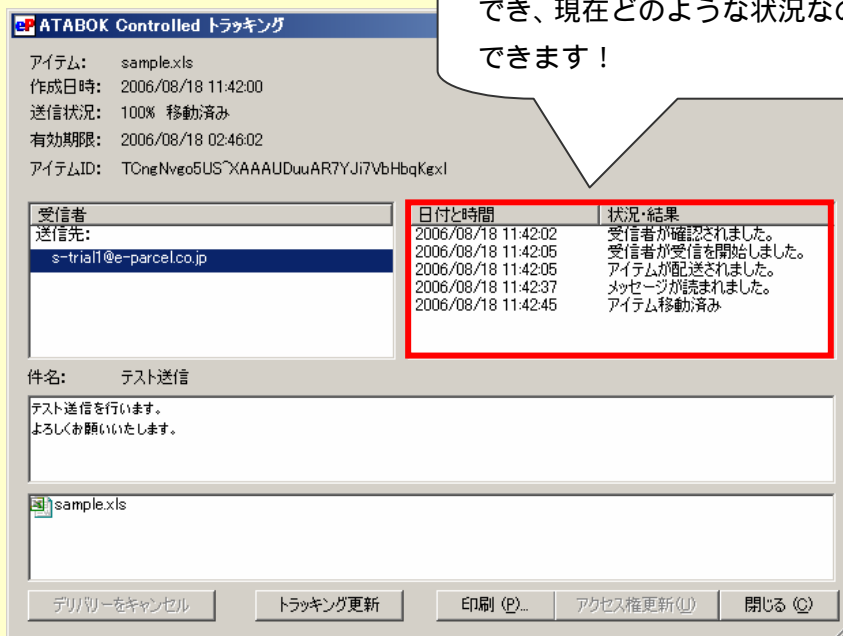 でき、現在どのような状況なの
できます！
eP ATABOK Controlled トラッキング
アイテム: sample.xls
作成日時: 2006/08/18 11:42:00
送信状況: 100% 移動済み
有効期限: 2006/08/18 02:46:02
アイテムID: TCngNvgo5US^XAAAUDuuAR7YJi7VbHbqKgxI
受信者
送信先:
s-trial1@e-parcel.co.jp
日付と時間 状況・結果
2006/08/18 11:42:02 受信者が確認されました。
2006/08/18 11:42:05 受信者が受信を開始しました。
2006/08/18 11:42:05 アイテムが配送されました。
2006/08/18 11:42:37 メッセージが読まれました。
2006/08/18 11:42:45 アイテム移動済み
件名: テスト送信
テスト送信を行います。
よろしくお願いいたします。
sample.xls
デリバリーをキャンセル トラッキング更新 印刷 (P)... アクセス権更新(U) 閉じる (C)